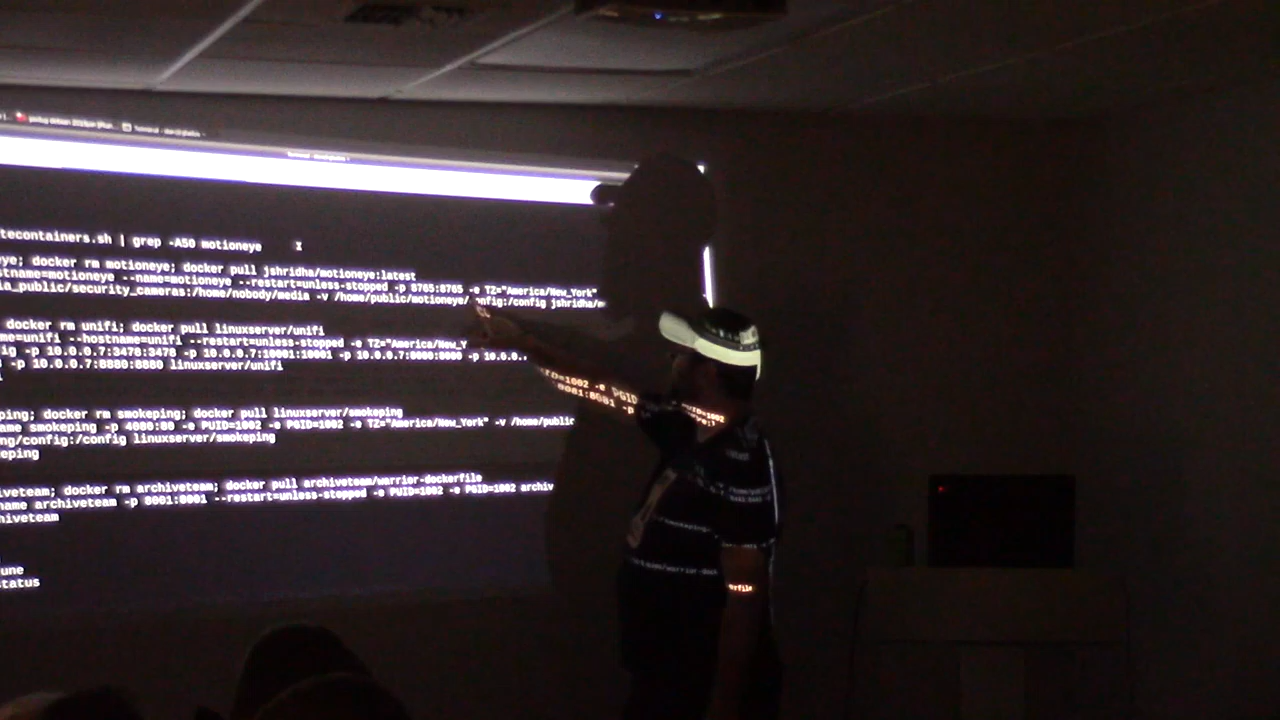 tecontainers.sh | grep -A50 motioneye
eye; docker rm motioneye; docker pull jshridha/motioneye:latest
stname=motioneye --name=motioneye --restart=unless-stopped -p 8765:8765 -e TZ="America/New_York"
ia_public/security_cameras:/home/nobody/media -v /home/public/motioneye/ onfig:/config jshridha/m
docker rm unifi; docker pull linuxserver/unifi
me=unifi --hostname=unifi --restart=unless-stopped -e TZ="America/New_Y
ig -p 10.0.0.7:3478:3478 -p 10.0.0.7:10001:10001 -p 10.0.0.7:8080:8080 -p 10.0.0.
-p 10.0.0.7:8880:8880 linuxserver/unifi
ping; docker rm smokeping; docker pull linuxserver/smokeping
name smokeping -p 4080:80 -e PUID=1002 -e PGID=1002 -e TZ="America/New_York" -v /home/public
ng/config:/config linuxserver/smokeping
eping
iveteam; docker rm archiveteam; docker pull archiveteam/warrior-dockerfile
name archiveteam -p 8001:8001 --restart=unless-stopped -e PUID=1002 -e PGID=1002 archiv
hiveteam
une
status